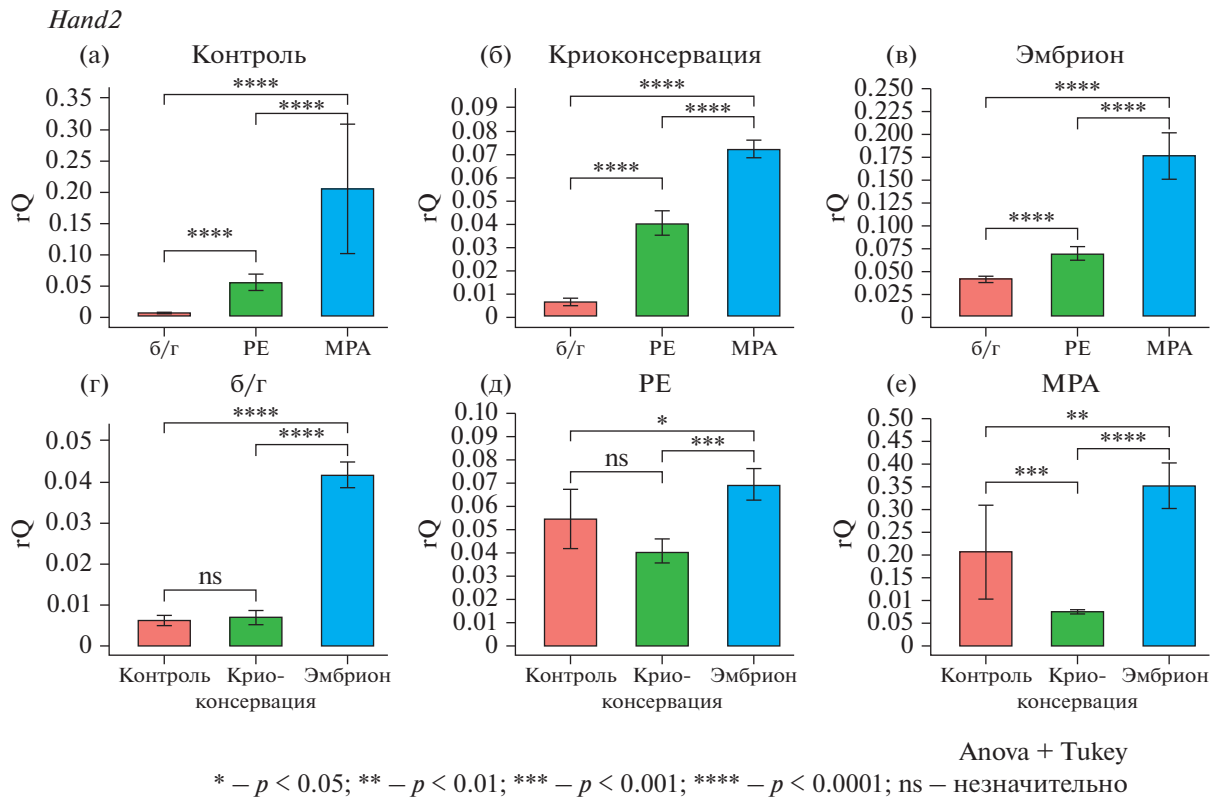 Hand2
(а) Контроль
****
****
****
rQ
0.35
0.30
0.25
0.20
0.15
0.10
0.05
0
б/г PE MPA
(б) Криоконсервация
****
****
****
rQ
0.09
0.08
0.07
0.06
0.05
0.04
0.03
0.02
0.01
0
б/г PE MPA
(в) Эмбрион
****
****
****
rQ
0.250
0.225
0.200
0.175
0.150
0.125
0.100
0.075
0.050
0.025
0
б/г PE MPA
(г) б/г
****
****
ns
rQ
0.05
0.04
0.03
0.02
0.01
0
Контроль Крио- Эмбрион
консервация
(д) PE
*
***
ns
rQ
0.10
0.09
0.08
0.07
0.06
0.05
0.04
0.03
0.02
0.01
0
Контроль Крио- Эмбрион
консервация
(е) MPA
**
****
***
rQ
0.50
0.45
0.40
0.35
0.30
0.25
0.20
0.15
0.01
0.05
0
Контроль Крио- Эмбрион
консервация
Anova + Tukey
* – p < 0.05; ** – p < 0.01; *** – p < 0.001; **** – p < 0.0001; ns – незначительно